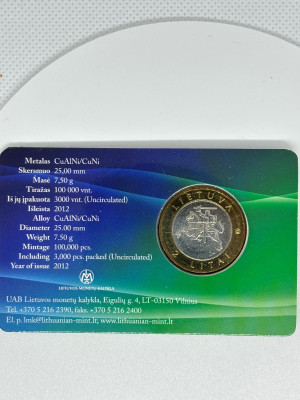 Metalas CuAlNi/CuNi
Skersmuo 25,00 mm
Masė 7,50 g
Tiražas 100 000 vnt.
Iš jų įpakuota 3000 vnt. (Uncirculated)
Išleista 2012
Alloy CuAlNi/CuNi
Diameter 25.00 mm
Weight 7.50 g
Mintage 100,000 pcs.
Including 3,000 pcs. packed (Uncirculated)
Year of issue 2012
LIETUVOS MONETŲ KALYKLA
UAB Lietuvos monetų kalykla, Eigulių g. 4, LT–03150 Vilnius
Tel. +370 5 216 2390, faks. +370 5 216 2400
El. p. lmk@lithuanian-mint.lt, www.lithuanian-mint.lt
LIETUVA
2 LITAI